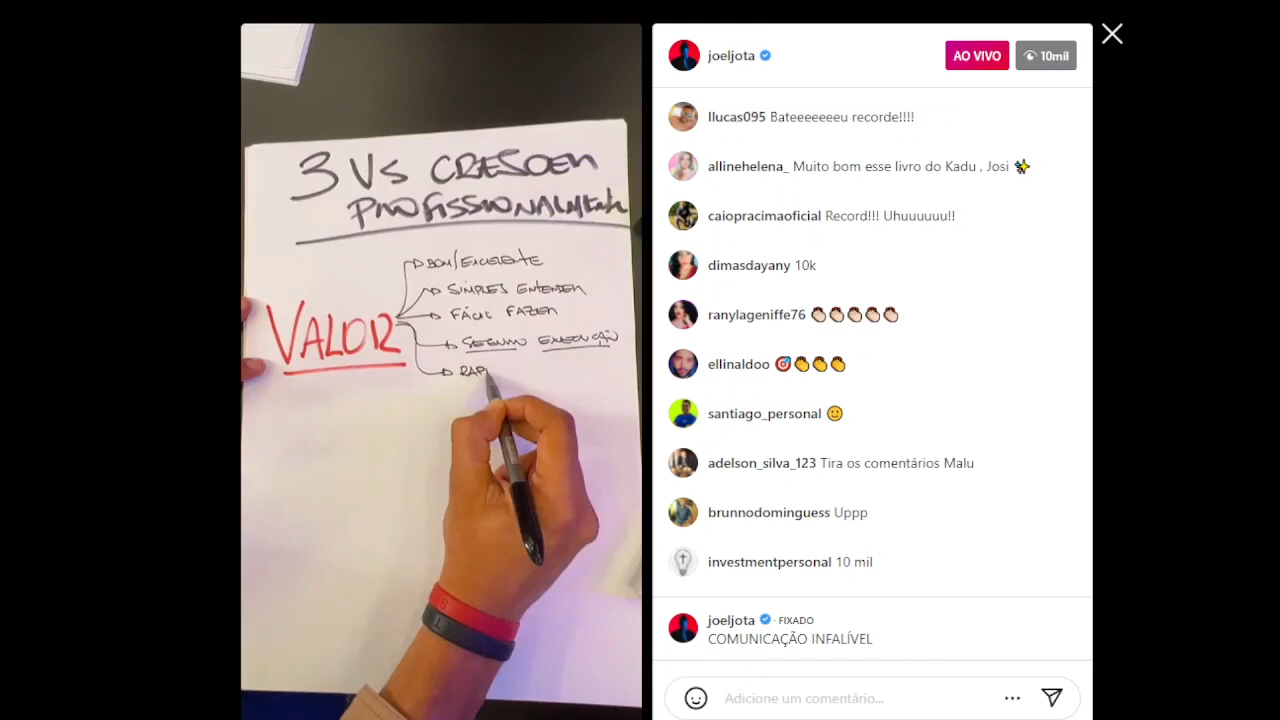 3 VS CRESCER
PROFISSIONALMENTE
VALOR
BOM/EXCELENTE
SIMPLES ENTENDER
FÁCIL FAZER
SEGURO EXECUÇÃO
RAP
joeljota
AO VIVO
10mil
llucas095 Bateeeeeeeu recorde!!!!
allinehelena_ Muito bom esse livro do Kadu , Josi ✨
caiopracimaoficial Record!!! Uhuuuuuu!!
dimasdayany 10k
ranylageniffe76 👏🏻👏🏻👏🏻👏🏻👏🏻
ellinaldoo 🎯👏👏👏
santiago_personal 🙂
adelson_silva_123 Tira os comentários Malu
brunnodominguess Uppp
investmentpersonal 10 mil
joeljota · FIXADO
COMUNICAÇÃO INFALÍVEL
Adicione um comentário...